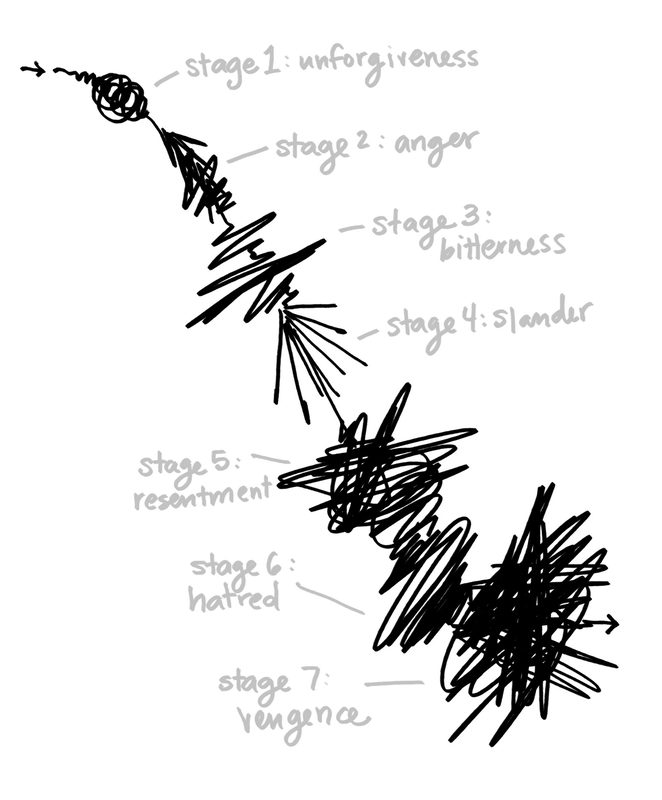 stage 1: unforgiveness
stage 2: anger
stage 3:
bitterness
stage 4: slander
stage 5:
resentment
stage 6:
hatred
stage 7:
vengence